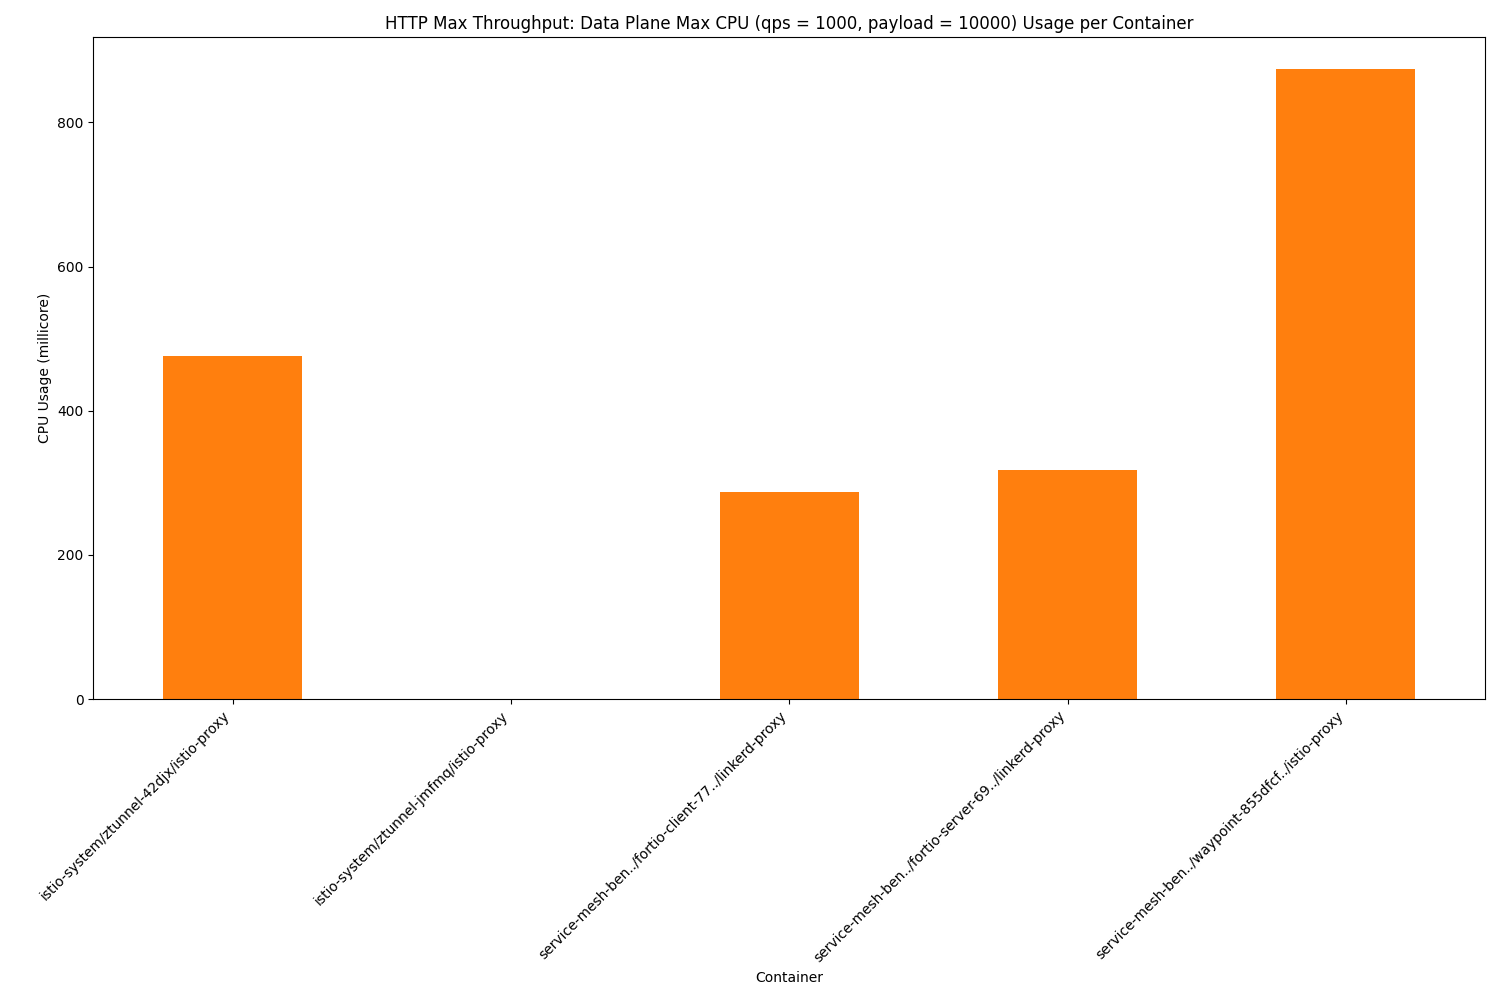 HTTP Max Throughput: Data Plane Max CPU (qps = 1000, payload = 10000) Usage per Container
CPU Usage (millicore)
800
600
400
200
0
istio-system/ztunnel-42djx/istio-proxy
istio-system/ztunnel-jmfmq/istio-proxy
service-mesh-ben../fortio-client-77../linkerd-proxy
service-mesh-ben../fortio-server-69../linkerd-proxy
service-mesh-ben../waypoint-855dfcf../istio-proxy
Container